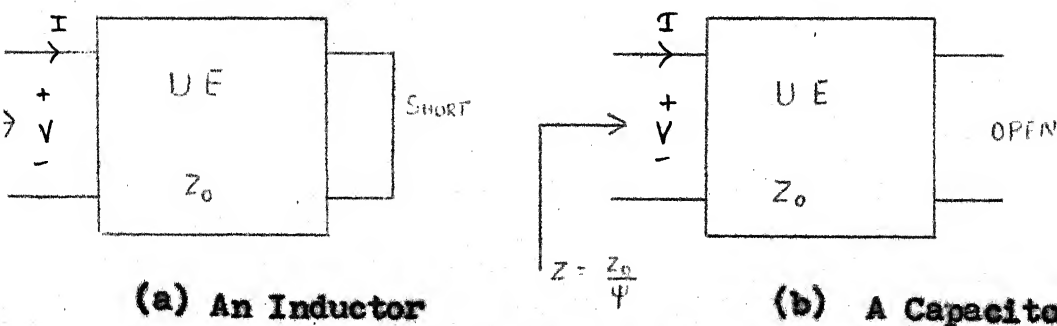 I
+
V
-
UE
Z₀
SHORT
I
+
V
-
UE
Z₀
OPEN
Z = Z₀/ψ
(a) An Inductor
(b) A Capacito